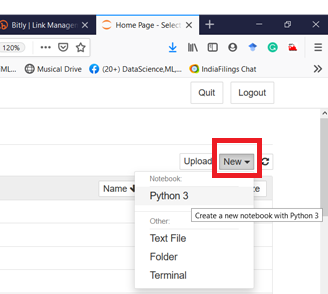 Bitly | Link Manager
Home Page - Select
120%
ML...
Musical Drive
(20+) DataScience,ML,...
IndiaFilings Chat
Quit
Logout
Upload
New
Name
ze
Notebook:
Python 3
Create a new notebook with Python 3
Other:
Text File
Folder
Terminal